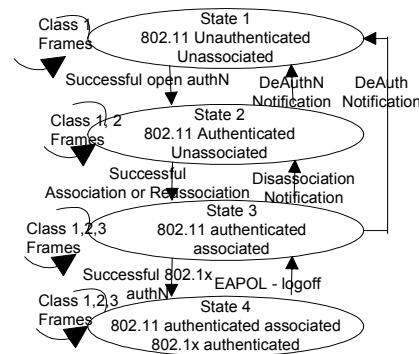 Class 1
Frames
State 1
802.11 Unauthenticated
Unassociated
Successful open authN
DeAuthN
Notification
DeAuth
Notification
Class 1, 2
Frames
State 2
802.11 Authenticated
Unassociated
Successful
Association or Reassociation
Disassociation
Notification
Class 1,2,3
Frames
State 3
802.11 authenticated
associated
Successful 802.1x
authN
EAPOL - logoff
Class 1,2,3
Frames
State 4
802.11 authenticated associated
802.1x authenticated